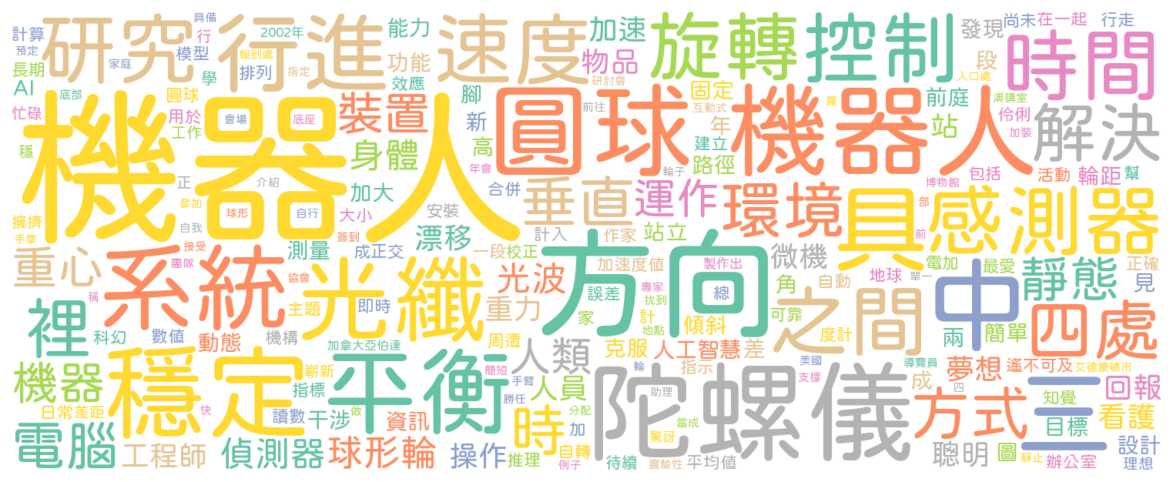 具備
計算
行
2002年
能力
加速
發現
尚未
在一起
行走
預定
研究
行進
速度
旋轉
控制
時間
家庭
模型
報到處
功能
物品
段
入口處
長期
學
排列
指定
效應
研討會
AI
底部
圓球
裝置
腳
固定
前庭
演講室
忙碌
用於
會場
底座
新
前往
互動式
年
站
擺
伶俐
解決
穩
工作
機器人
身體
高
圓球
機器人
建立
加裝
年會
路徑
正
介紹
加大
合併
垂直
輪子
運作
環境
博物館
包括
活動
輪距
幫
擁擠
參加
球形
自行
大小
安裝
具
部
感測器
手掌
自我
簽到
漂移
計入
作家
站立
前
接受
測量
成正交
一段
校正
方向
微機
重心
系統
團隊
光纖
光波
加速度值
製作出
電加
最愛
正確
協會
誤差
專家
總
角
自動
地球
單一
中
靜態
見
稱
主題
即時
重力
家
找到
計
可靠
裡
科幻
數值
動態
機構
加拿大亞伯達
周遭
地點
傾斜
之間
度計
兩
簡單
四處
穩定
嶄新
平衡
簡短
人類
克服
人工智慧
差
美國
導覽員
夢想
遙不可及
艾德蒙頓市
機器
指標
手臂
勝任
人員
輪
指示
支撐
成
四
知覺
回報
日常
差距
快
讀數
做
干涉
資訊
時
分配
加
助理
陀螺儀
方式
三
目標
看護
電腦
工程師
偵測器
球形輪
操作
自轉
驚訝
當成
聰明
圖
設計
推理
例子
待續
實驗性
平均值
靜止
辦公室
理想